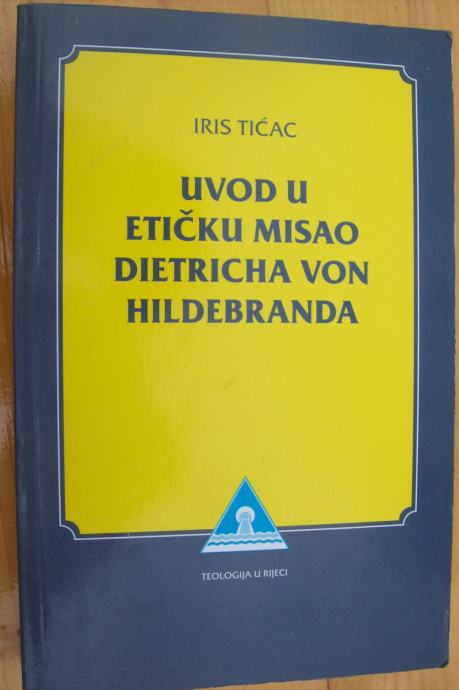 IRIS TIĆAC
UVOD U
ETIČKU MISAO
DIETRICHA VON
HILDEBRANDA
TEOLOGIJA U RIJECI